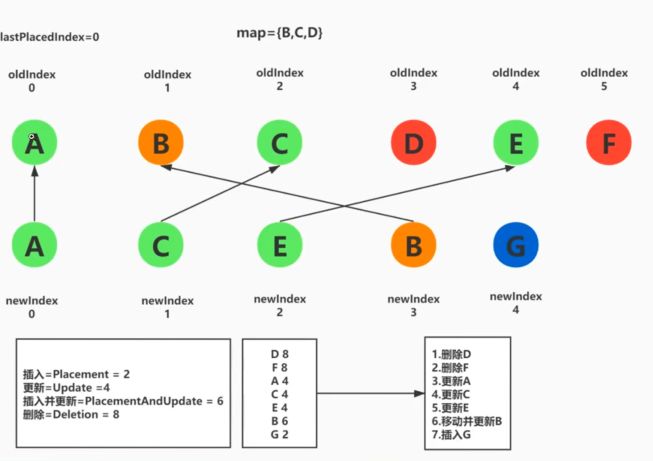 lastPlacedIndex=0
map={B,C,D}
oldIndex
0
oldIndex
1
oldIndex
2
oldIndex
3
oldIndex
4
oldIndex
5
A
B
C
D
E
F
A
C
E
B
G
newIndex
0
newIndex
1
newIndex
2
newIndex
3
newIndex
4
插入=Placement = 2
更新=Update =4
插入并更新=PlacementAndUpdate = 6
删除=Deletion = 8
D 8
F 8
A 4
C 4
E 4
B 6
G 2
1.删除D
2.删除F
3.更新A
4.更新C
5.更新E
6.移动并更新B
7.插入G